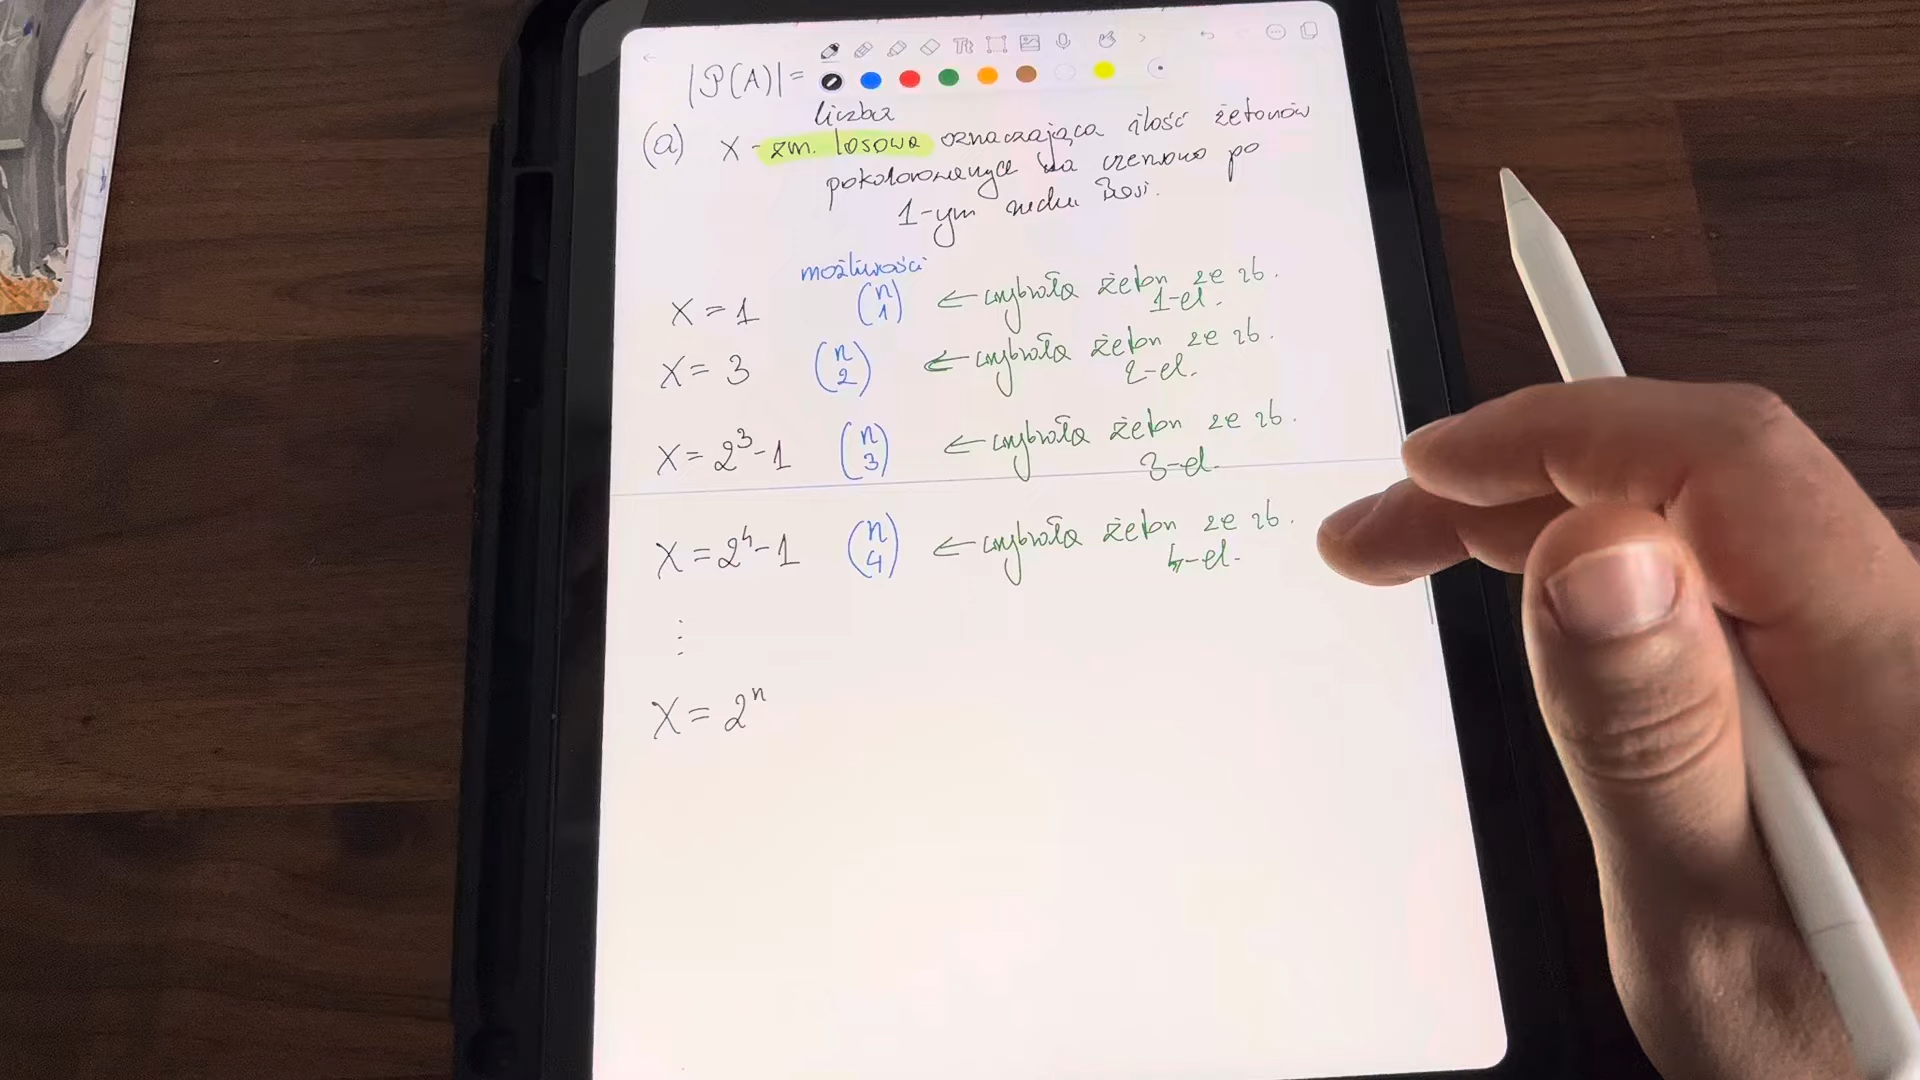 |P(A)| =
liczba
(a) X - zm. losowa oznaczająca ilość żetonów
pokolorowanych na czerwono po
1-ym ruchu Zosi.
możliwości
X = 1 (n 1) ← wybrała żeton ze zb.
1-el.
X = 3 (n 2) ← wybrała żeton ze zb.
2-el.
X = 2³-1 (n 3) ← wybrała żeton ze zb.
3-el.
X = 2⁴-1 (n 4) ← wybrała żeton ze zb.
4-el.
⋮
X = 2ⁿ